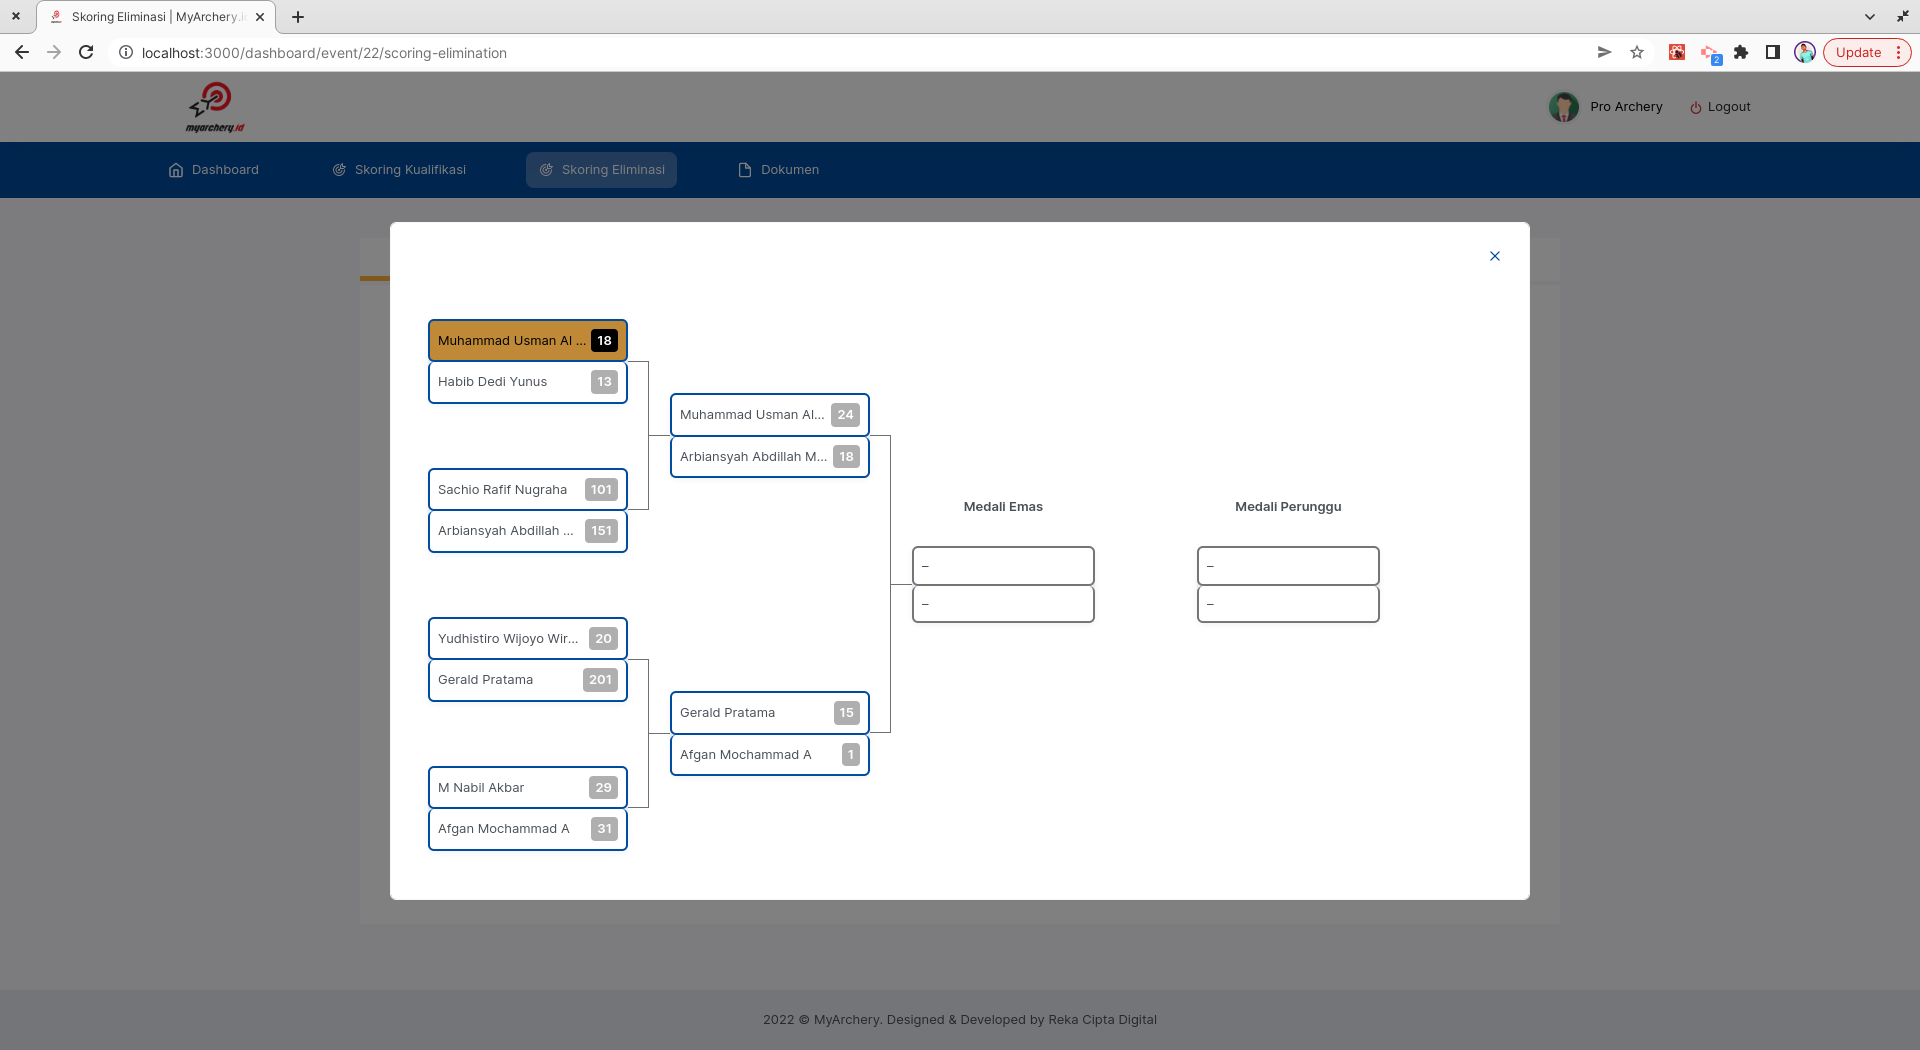 Skoring Eliminasi | MyArchery.i
localhost:3000/dashboard/event/22/scoring-elimination
2
Update
myarchery.id
Pro Archery
Logout
Dashboard
Skoring Kualifikasi
Skoring Eliminasi
Dokumen
Muhammad Usman Al ... 18
Habib Dedi Yunus 13
Muhammad Usman Al... 24
Arbiansyah Abdillah M... 18
Sachio Rafif Nugraha 101
Arbiansyah Abdillah ... 151
Medali Emas
Medali Perunggu
–
–
–
–
Yudhistiro Wijoyo Wir... 20
Gerald Pratama 201
Gerald Pratama 15
Afgan Mochammad A 1
M Nabil Akbar 29
Afgan Mochammad A 31
2022 © MyArchery. Designed & Developed by Reka Cipta Digital